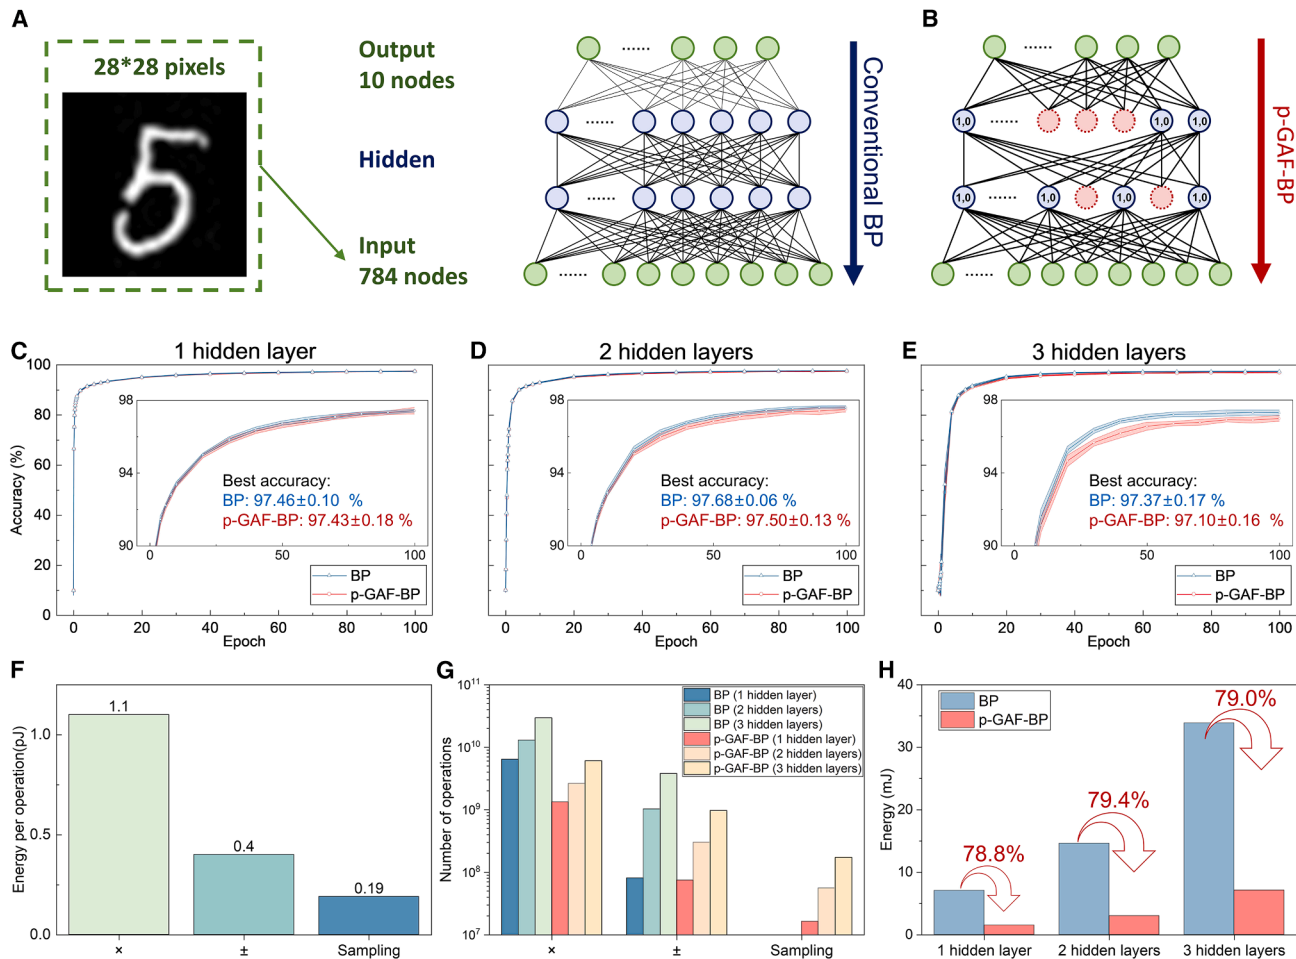 A
28*28 pixels
Output
10 nodes
Hidden
Input
784 nodes
......
......
......
......
Conventional BP
B
......
1,0
......
1,0
1,0
1,0
......
1,0
1,0
1,0
......
p-GAF-BP
C
1 hidden layer
100
80
60
40
20
0
Accuracy (%)
98
94
90
0
50
100
Best accuracy:
BP: 97.46±0.10 %
p-GAF-BP: 97.43±0.18 %
BP
p-GAF-BP
0
20
40
60
80
100
Epoch
D
2 hidden layers
98
94
90
0
50
100
Best accuracy:
BP: 97.68±0.06 %
p-GAF-BP: 97.50±0.13 %
BP
p-GAF-BP
0
20
40
60
80
100
Epoch
E
3 hidden layers
98
94
90
0
50
100
Best accuracy:
BP: 97.37±0.17 %
p-GAF-BP: 97.10±0.16 %
BP
p-GAF-BP
0
20
40
60
80
100
Epoch
F
Energy per operation(pJ)
1.0
0.5
0.0
1.1
0.4
0.19
×
±
Sampling
G
Number of operations
10¹¹
10¹⁰
10⁹
10⁸
10⁷
BP (1 hidden layer)
BP (2 hidden layers)
BP (3 hidden layers)
p-GAF-BP (1 hidden layer)
p-GAF-BP (2 hidden layers)
p-GAF-BP (3 hidden layers)
×
±
Sampling
H
Energy (mJ)
40
30
20
10
0
BP
p-GAF-BP
78.8%
79.4%
79.0%
1 hidden layer
2 hidden layers
3 hidden layers